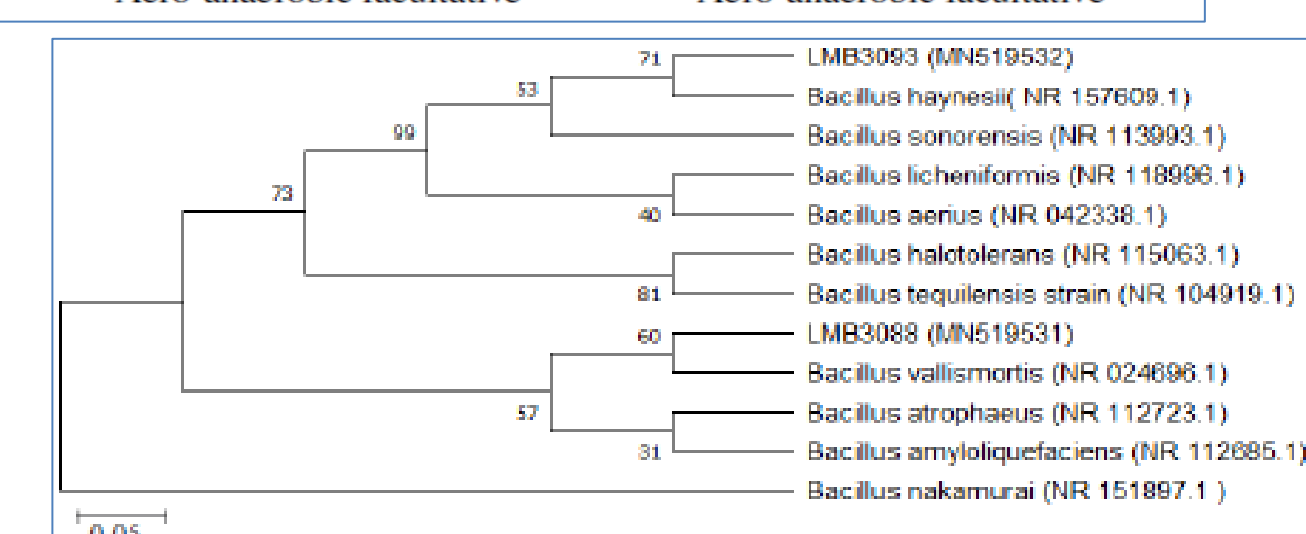 Aero-anaerobic facultative Aero-anaerobic facultative
71 LMB3093 (MN519532)
53 Bacillus haynesii( NR 157609.1)
99 Bacillus sonorensis (NR 113993.1)
Bacillus licheniformis (NR 118996.1)
73
40 Bacillus aerius (NR 042338.1)
Bacillus halotolerans (NR 115063.1)
81 Bacillus tequilensis strain (NR 104919.1)
60 LMB3088 (MN519531)
Bacillus vallismortis (NR 024696.1)
57 Bacillus atrophaeus (NR 112723.1)
31 Bacillus amyloliquefaciens (NR 112685.1)
Bacillus nakamurai (NR 151897.1 )
0.05